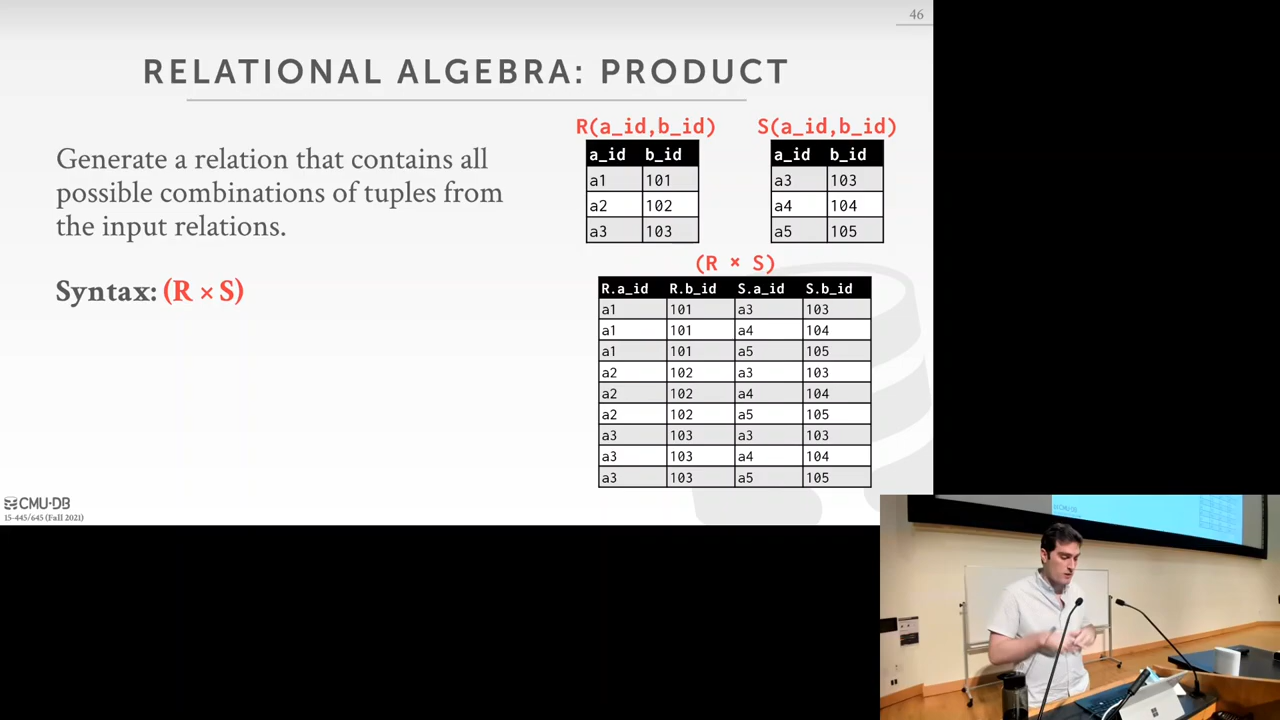 46
RELATIONAL ALGEBRA: PRODUCT
Generate a relation that contains all
possible combinations of tuples from
the input relations.
Syntax: (R × S)
R(a_id,b_id)
a_id b_id
a1 101
a2 102
a3 103
S(a_id,b_id)
a_id b_id
a3 103
a4 104
a5 105
(R × S)
R.a_id R.b_id S.a_id S.b_id
a1 101 a3 103
a1 101 a4 104
a1 101 a5 105
a2 102 a3 103
a2 102 a4 104
a2 102 a5 105
a3 103 a3 103
a3 103 a4 104
a3 103 a5 105
CMU·DB
15-445/645 (Fall 2021)
CMU·DB